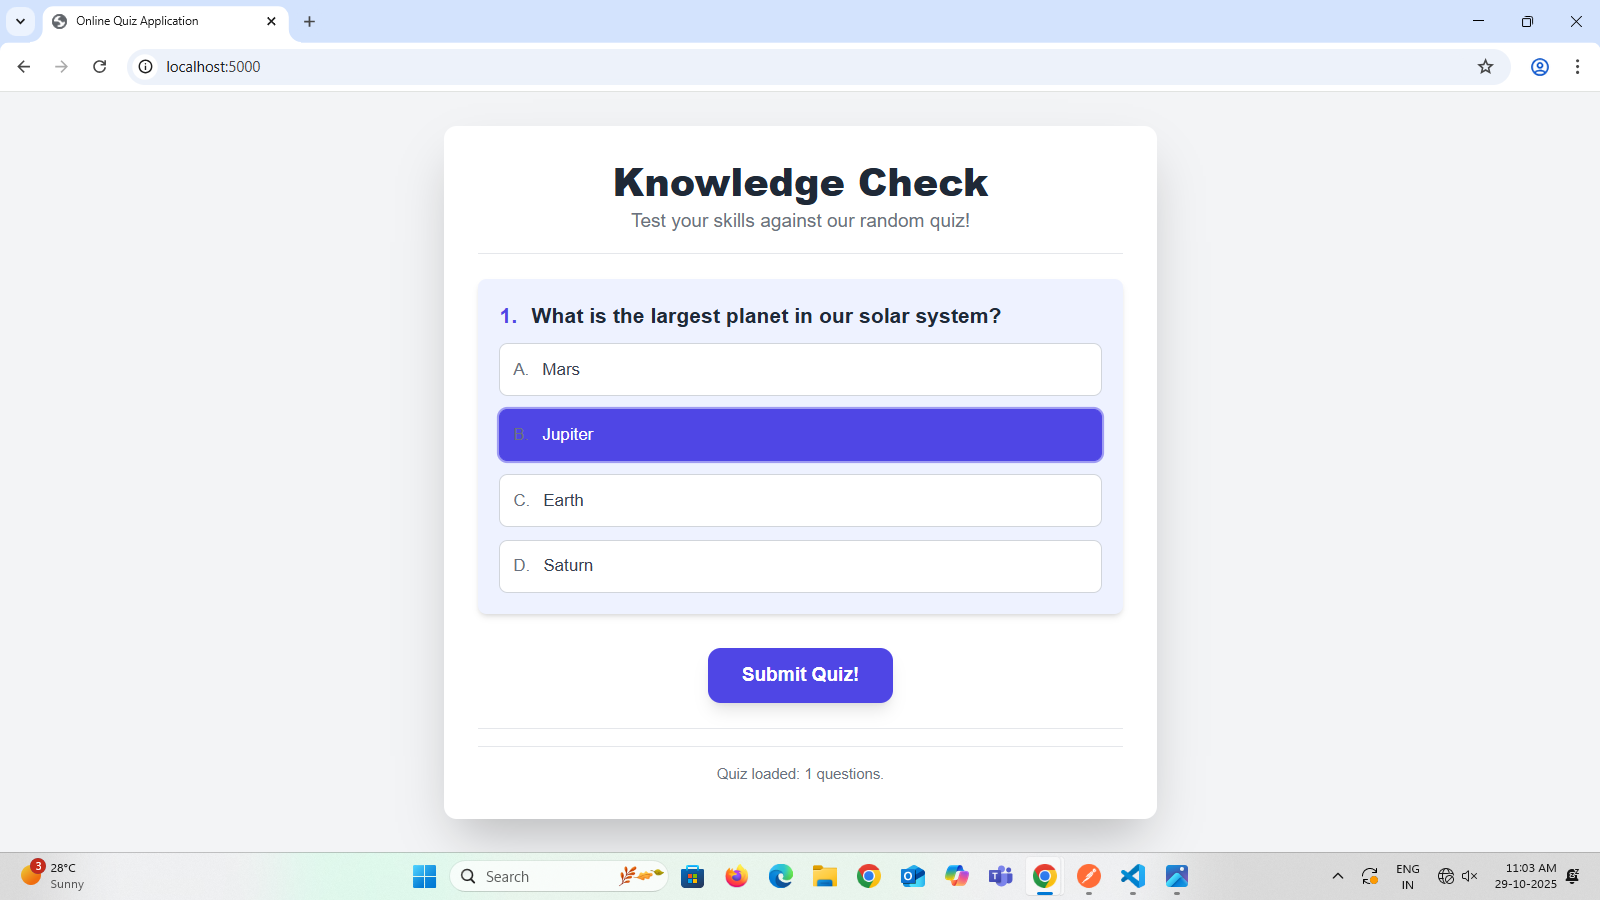 Online Quiz Application
localhost:5000
Knowledge Check
Test your skills against our random quiz!
1. What is the largest planet in our solar system?
A. Mars
B. Jupiter
C. Earth
D. Saturn
Submit Quiz!
Quiz loaded: 1 questions.
3
28°C
Sunny
Search
ENG
IN
11:03 AM
29-10-2025